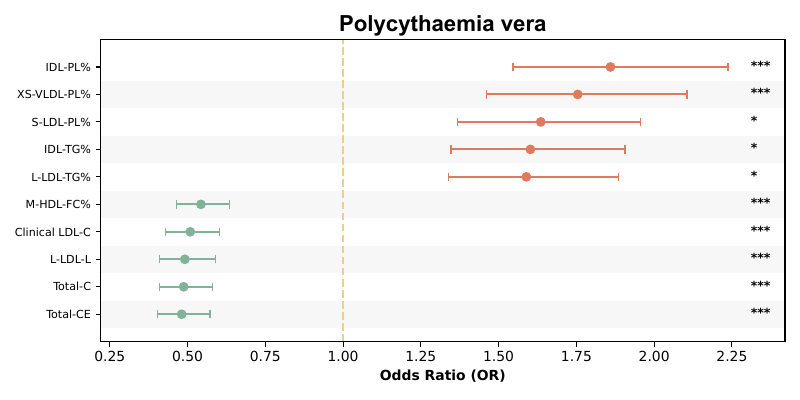 Polycythaemia vera
IDL-PL% ***
XS-VLDL-PL% ***
S-LDL-PL% *
IDL-TG% *
L-LDL-TG% *
M-HDL-FC% ***
Clinical LDL-C ***
L-LDL-L ***
Total-C ***
Total-CE ***
0.25 0.50 0.75 1.00 1.25 1.50 1.75 2.00 2.25
Odds Ratio (OR)